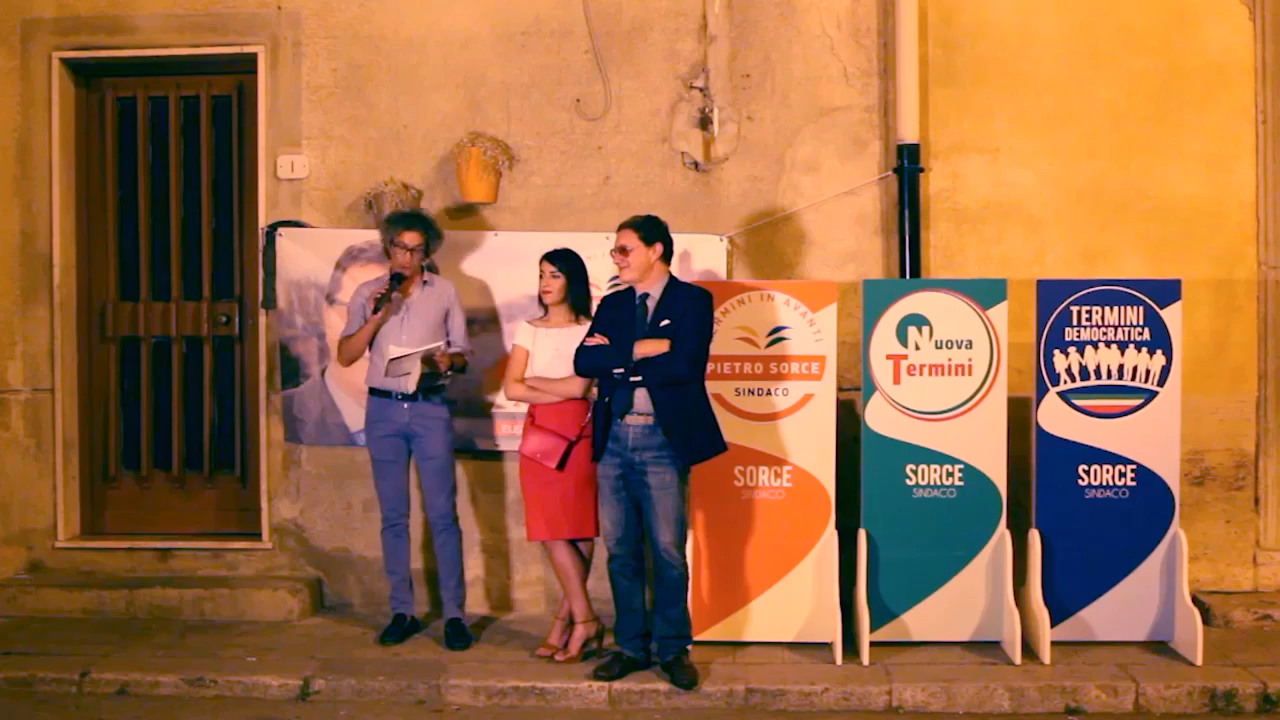 TERMINI IN AVANTI
PIETRO SORCE
SINDACO
SORCE
SINDACO
Nuova
Termini
SORCE
SINDACO
TERMINI
DEMOCRATICA
SORCE
SINDACO